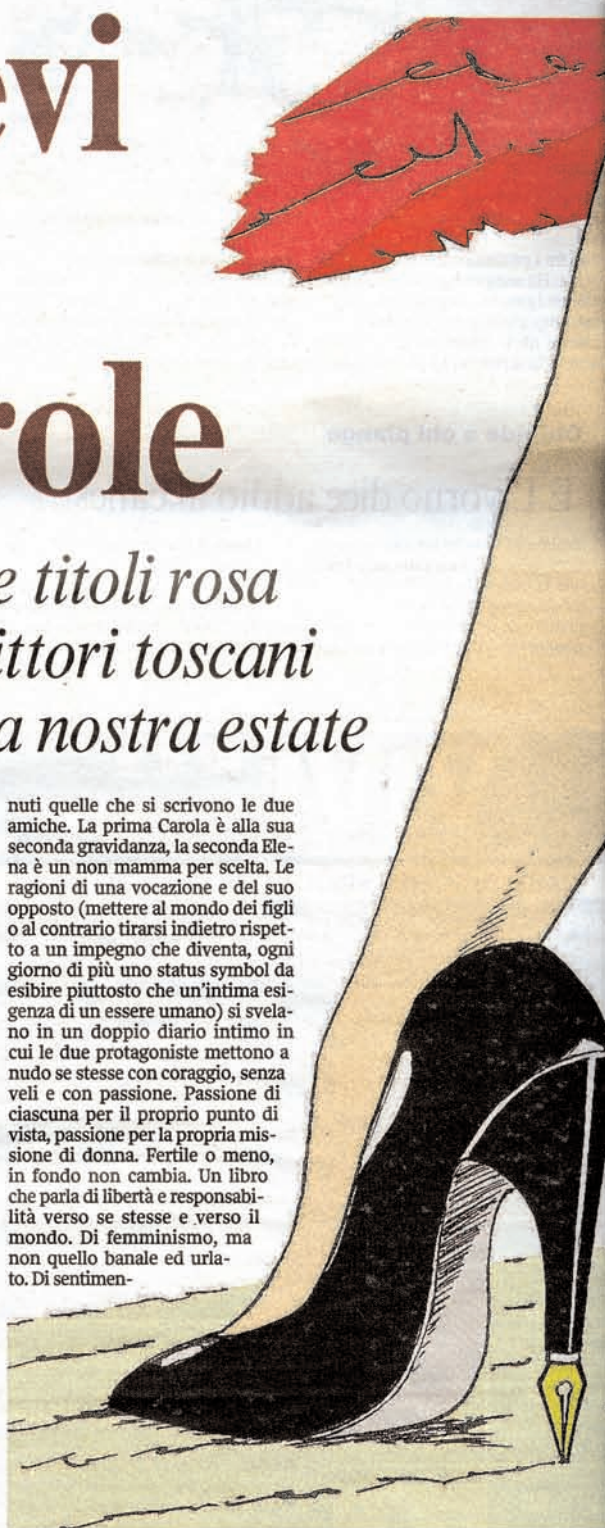 evi
role
e titoli rosa
ittori toscani
a nostra estate
nuti quelle che si scrivono le due
amiche. La prima Carola è alla sua
seconda gravidanza, la seconda Ele-
na è un non mamma per scelta. Le
ragioni di una vocazione e del suo
opposto (mettere al mondo dei figli
o al contrario tirarsi indietro rispet-
to a un impegno che diventa, ogni
giorno di più uno status symbol da
esibire piuttosto che un'intima esi-
genza di un essere umano) si svela-
no in un doppio diario intimo in
cui le due protagoniste mettono a
nudo se stesse con coraggio, senza
veli e con passione. Passione di
ciascuna per il proprio punto di
vista, passione per la propria mis-
sione di donna. Fertile o meno,
in fondo non cambia. Un libro
che parla di libertà e responsabi-
lità verso se stesse e verso il
mondo. Di femminismo, ma
non quello banale ed urla-
to. Di sentimen-